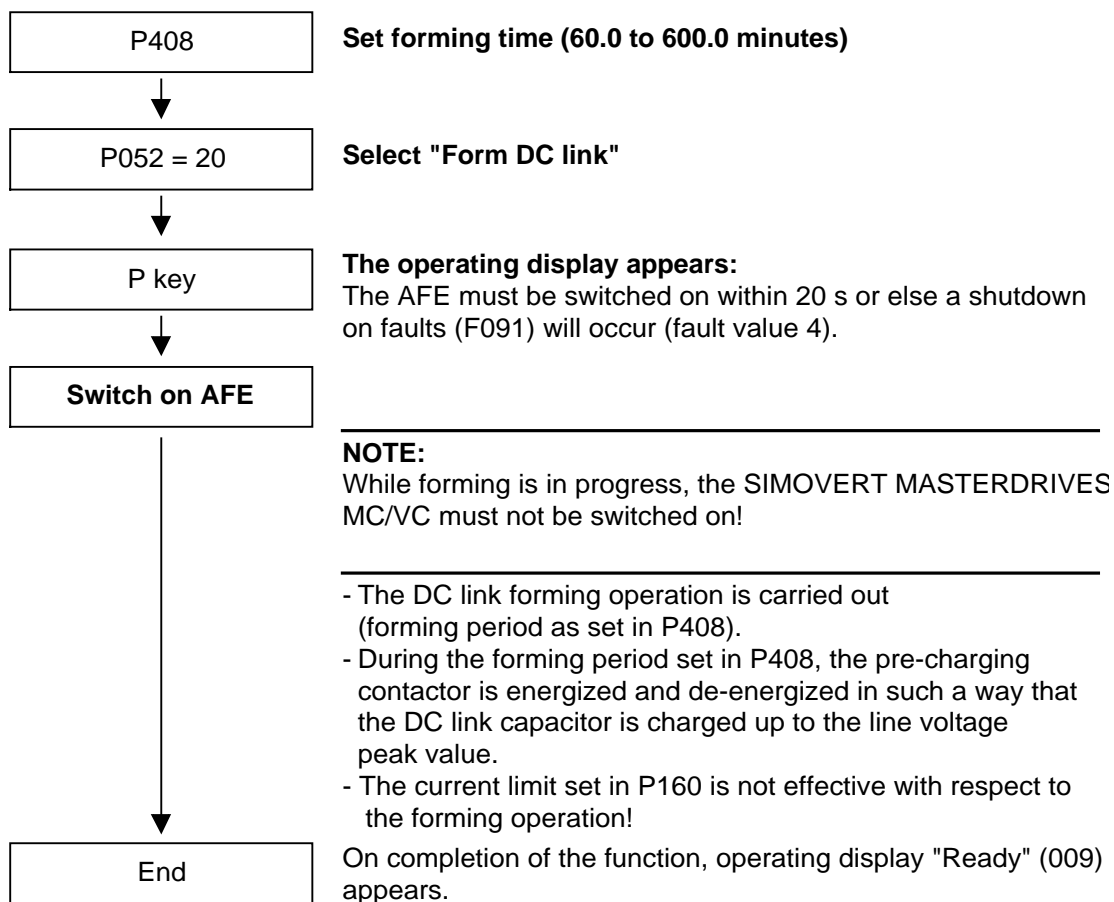 P408
Set forming time (60.0 to 600.0 minutes)
P052 = 20
Select "Form DC link"
P key
The operating display appears:
The AFE must be switched on within 20 s or else a shutdown
on faults (F091) will occur (fault value 4).
Switch on AFE
NOTE:
While forming is in progress, the SIMOVERT MASTERDRIVES
MC/VC must not be switched on!
- The DC link forming operation is carried out
(forming period as set in P408).
- During the forming period set in P408, the pre-charging
contactor is energized and de-energized in such a way that
the DC link capacitor is charged up to the line voltage
peak value.
- The current limit set in P160 is not effective with respect to
the forming operation!
End
On completion of the function, operating display "Ready" (009)
appears.